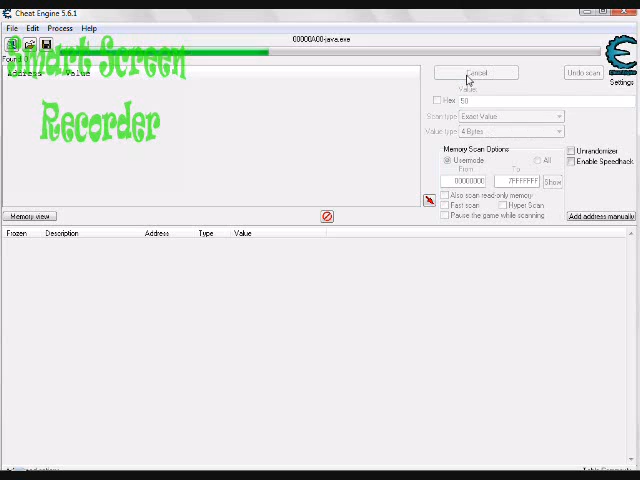 Cheat Engine 5.6.1
File Edit Process Help
00000A00-java.exe
Smart Screen
Recorder
Found: 0
Address Value
Cancel
Undo scan
Settings
Value:
Hex 50
Scan type Exact Value
Value type 4 Bytes
Memory Scan Options
Usermode All
From To
00000000 7FFFFFFF Show
Also scan read-only memory
Fast scan Hyper Scan
Pause the game while scanning
Unrandomizer
Enable Speedhack
Memory view
Add address manually
Frozen Description Address Type Value